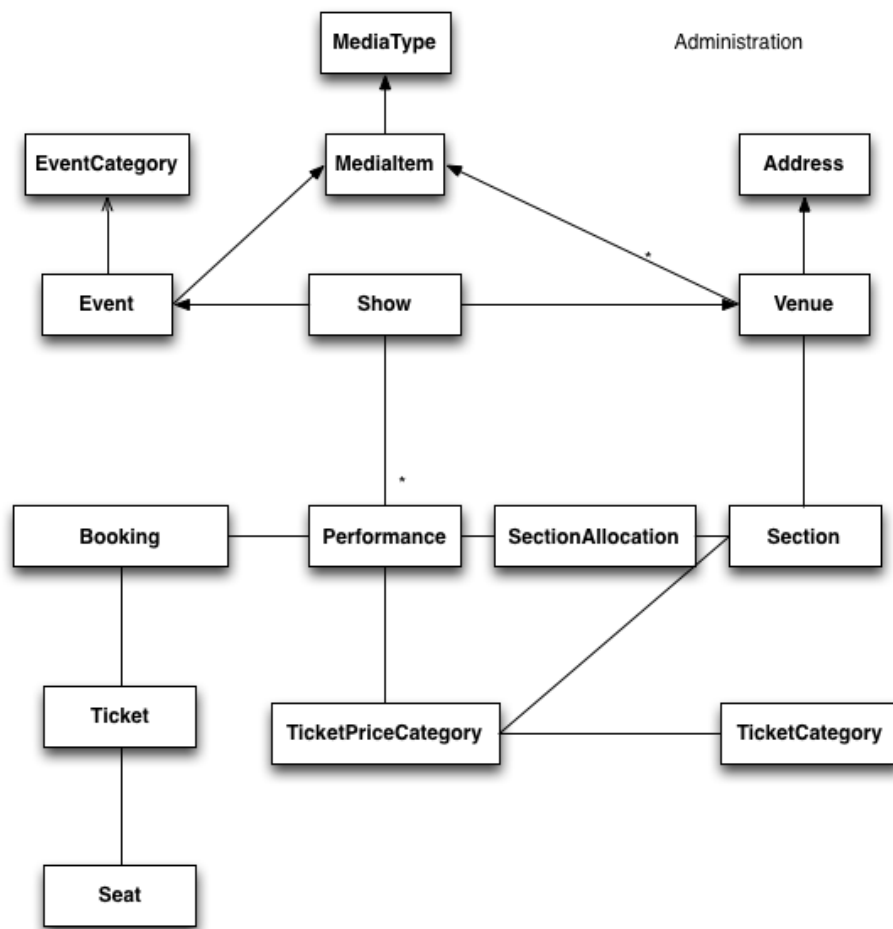 MediaType
Administration
EventCategory
MediaItem
Address
*
Event
Show
Venue
*
Booking
Performance
SectionAllocation
Section
Ticket
TicketPriceCategory
TicketCategory
Seat